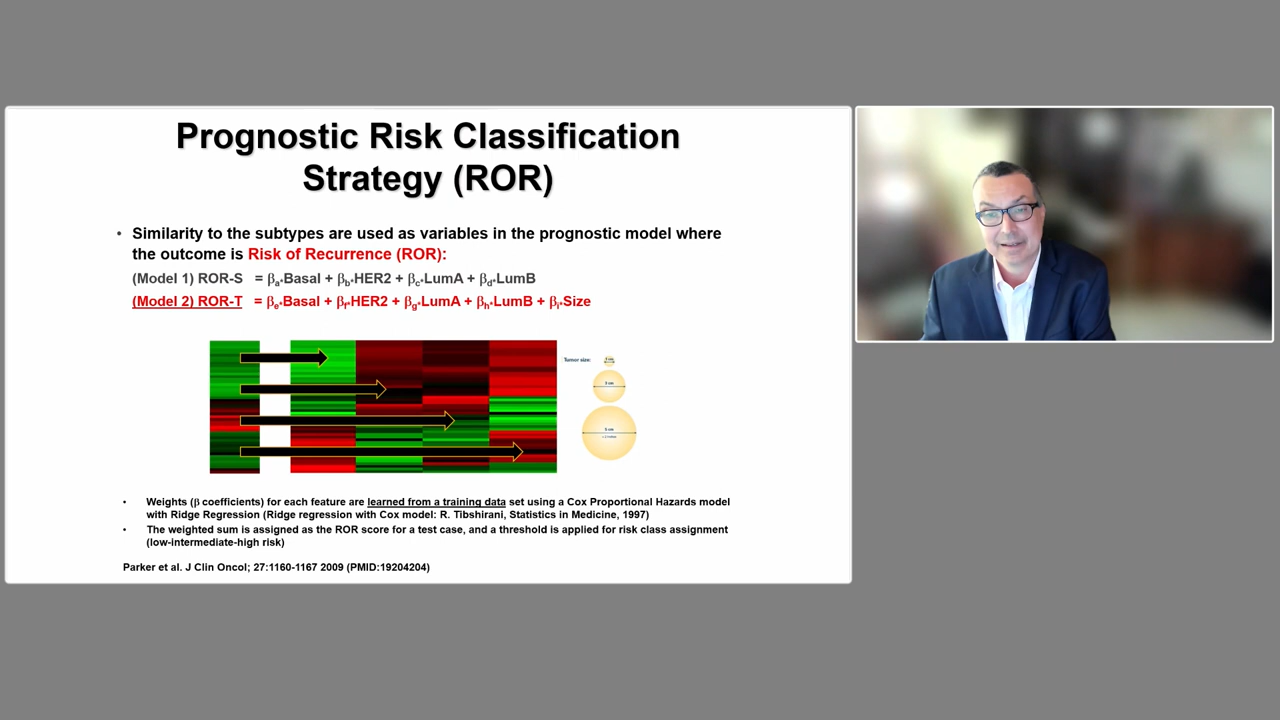 Prognostic Risk Classification
Strategy (ROR)
• Similarity to the subtypes are used as variables in the prognostic model where
the outcome is Risk of Recurrence (ROR):
(Model 1) ROR-S = βa*Basal + βb*HER2 + βc*LumA + βd*LumB
(Model 2) ROR-T = βe*Basal + βf*HER2 + βg*LumA + βh*LumB + βi*Size
Tumor size:
3 cm
5 cm
• Weights (β coefficients) for each feature are learned from a training data set using a Cox Proportional Hazards model
with Ridge Regression (Ridge regression with Cox model: R. Tibshirani, Statistics in Medicine, 1997)
• The weighted sum is assigned as the ROR score for a test case, and a threshold is applied for risk class assignment
(low-intermediate-high risk)
Parker et al. J Clin Oncol; 27:1160-1167 2009 (PMID:19204204)